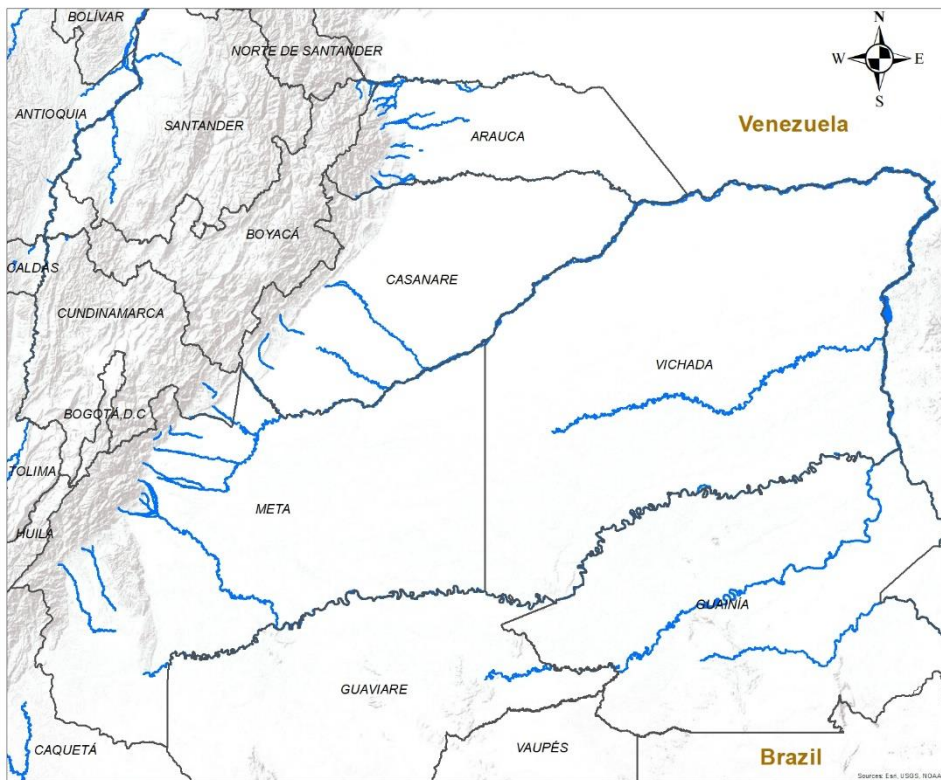 BOLÍVAR
N
NORTE DE SANTANDER
W
E
S
ANTIOQUIA
SANTANDER
ARAUCA
Venezuela
BOYACÁ
CALDAS
CASANARE
CUNDINAMARCA
VICHADA
BOGOTÁ, D.C
TOLIMA
META
HUILA
GUAINÍA
GUAVIARE
CAQUETÁ
VAUPÉS
Brazil
Sources: Esri, USGS, NOAA